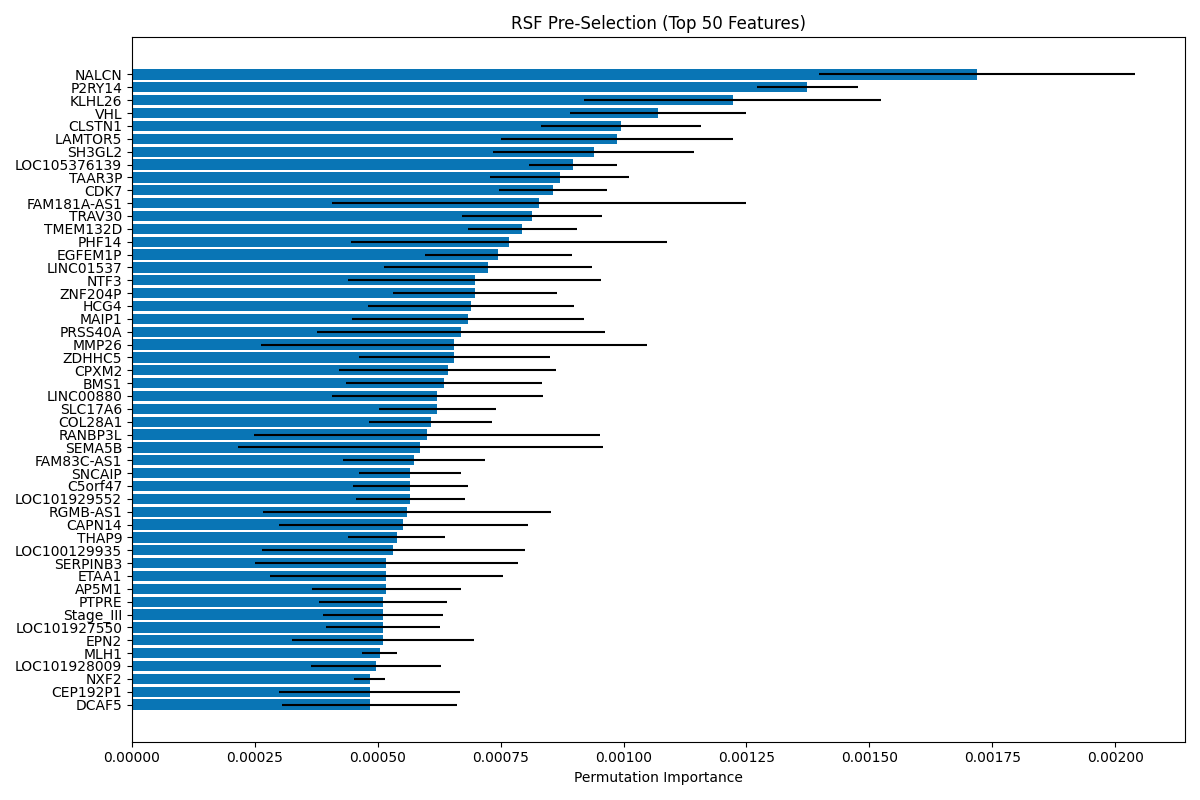 RSF Pre-Selection (Top 50 Features)
NALCN
P2RY14
KLHL26
VHL
CLSTN1
LAMTOR5
SH3GL2
LOC105376139
TAAR3P
CDK7
FAM181A-AS1
TRAV30
TMEM132D
PHF14
EGFEM1P
LINC01537
NTF3
ZNF204P
HCG4
MAIP1
PRSS40A
MMP26
ZDHHC5
CPXM2
BMS1
LINC00880
SLC17A6
COL28A1
RANBP3L
SEMA5B
FAM83C-AS1
SNCAIP
C5orf47
LOC101929552
RGMB-AS1
CAPN14
THAP9
LOC100129935
SERPINB3
ETAA1
AP5M1
PTPRE
Stage_III
LOC101927550
EPN2
MLH1
LOC101928009
NXF2
CEP192P1
DCAF5
0.00000 0.00025 0.00050 0.00075 0.00100 0.00125 0.00150 0.00175 0.00200
Permutation Importance